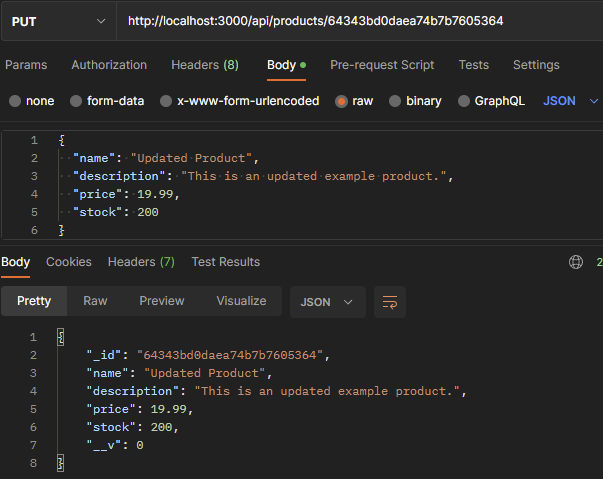 PUT http://localhost:3000/api/products/64343bd0daea74b7b7605364
Params Authorization Headers (8) Body Pre-request Script Tests Settings
none form-data x-www-form-urlencoded raw binary GraphQL JSON
1 {
2 "name": "Updated Product",
3 "description": "This is an updated example product.",
4 "price": 19.99,
5 "stock": 200
6 }
Body Cookies Headers (7) Test Results 2
Pretty Raw Preview Visualize JSON
1 {
2 "_id": "64343bd0daea74b7b7605364",
3 "name": "Updated Product",
4 "description": "This is an updated example product.",
5 "price": 19.99,
6 "stock": 200,
7 "__v": 0
8 }